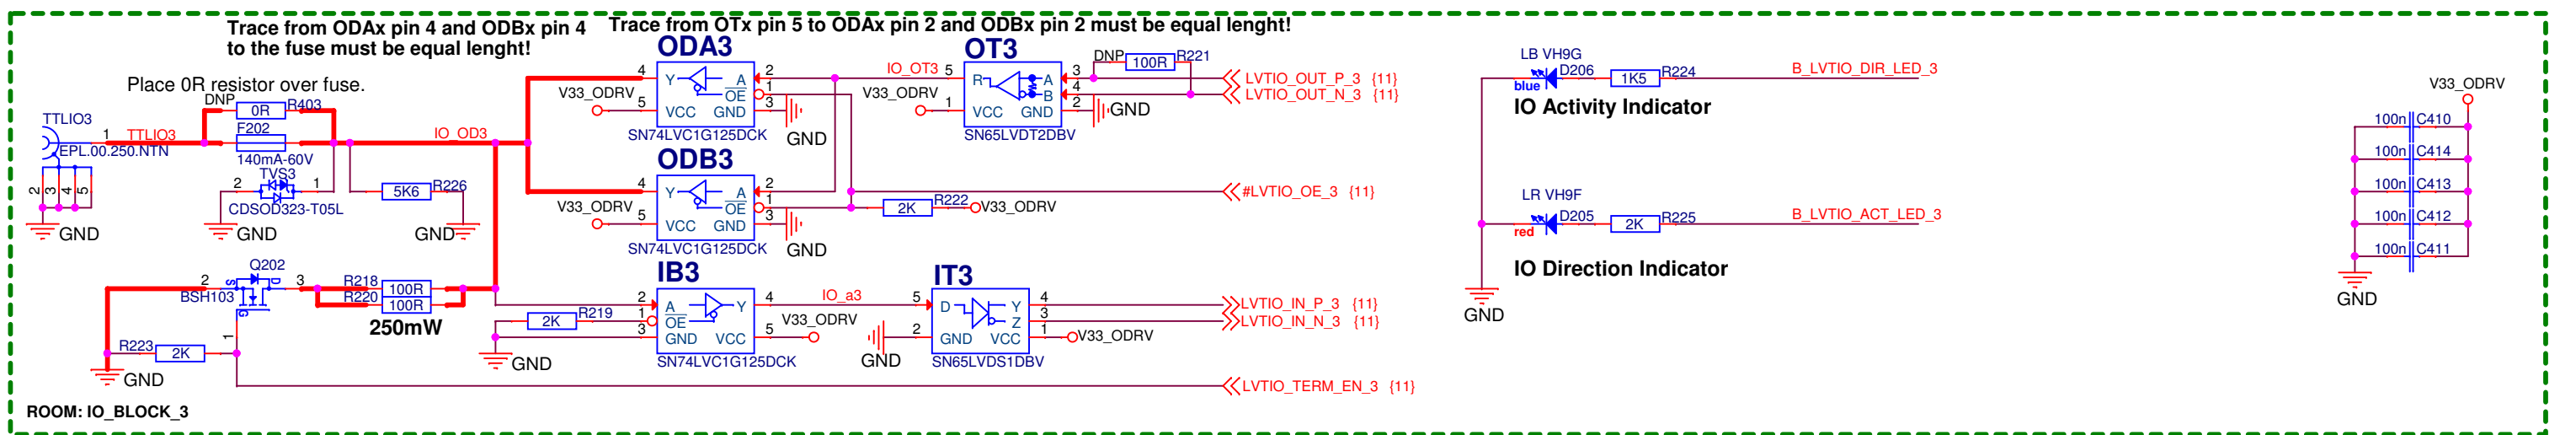 Trace from ODAx pin 4 and ODBx pin 4
to the fuse must be equal lenght!
Trace from OTx pin 5 to ODAx pin 2 and ODBx pin 2 must be equal lenght!
Place 0R resistor over fuse.
DNP
0R
R403
F202
140mA-60V
TTLIO3
1
TTLIO3
EPL.00.250.NTN
2
3
4
5
GND
TVS3
2
1
CDSOD323-T05L
GND
5K6
R226
GND
IO_OD3
ODA3
4
Y
A
2
OE
1
V33_ODRV
5
VCC
GND
3
GND
SN74LVC1G125DCK
IO_OT3
OT3
5
R
A
3
B
4
V33_ODRV
1
VCC
GND
2
GND
SN65LVDT2DBV
DNP
100R
R221
LVTIO_OUT_P_3 {11}
LVTIO_OUT_N_3 {11}
ODB3
4
Y
A
2
OE
1
V33_ODRV
5
VCC
GND
3
GND
SN74LVC1G125DCK
#LVTIO_OE_3 {11}
2K
R222
V33_ODRV
Q202
2
S
D
3
G
1
BSH103
R218
100R
R220
100R
250mW
R223
2K
GND
IB3
2
A
Y
4
1
OE
3
GND
VCC
5
V33_ODRV
SN74LVC1G125DCK
2K
R219
GND
IO_a3
IT3
5
D
Y
4
Z
3
2
GND
VCC
1
V33_ODRV
GND
SN65LVDS1DBV
LVTIO_IN_P_3 {11}
LVTIO_IN_N_3 {11}
LVTIO_TERM_EN_3 {11}
LB VH9G
D206
blue
1K5
R224
B_LVTIO_DIR_LED_3
IO Activity Indicator
LR VH9F
D205
red
2K
R225
B_LVTIO_ACT_LED_3
IO Direction Indicator
GND
V33_ODRV
100n
C410
100n
C414
100n
C413
100n
C412
100n
C411
GND
ROOM: IO_BLOCK_3